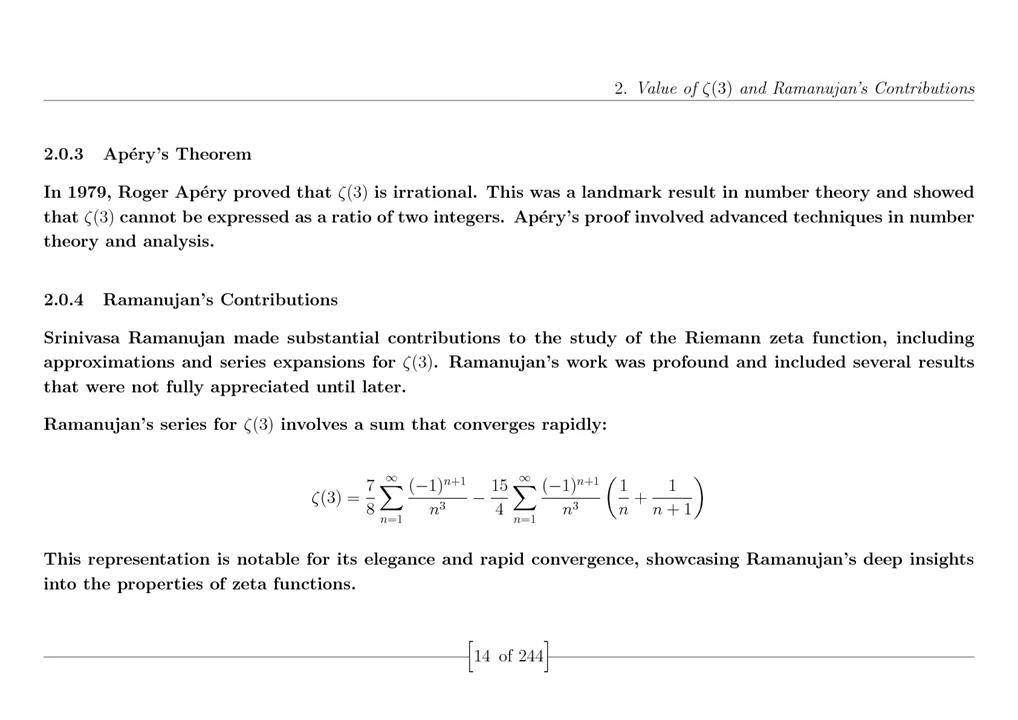 2. Value of ζ(3) and Ramanujan's Contributions
2.0.3 Apéry's Theorem
In 1979, Roger Apéry proved that ζ(3) is irrational. This was a landmark result in number theory and showed
that ζ(3) cannot be expressed as a ratio of two integers. Apéry's proof involved advanced techniques in number
theory and analysis.
2.0.4 Ramanujan's Contributions
Srinivasa Ramanujan made substantial contributions to the study of the Riemann zeta function, including
approximations and series expansions for ζ(3). Ramanujan's work was profound and included several results
that were not fully appreciated until later.
Ramanujan's series for ζ(3) involves a sum that converges rapidly:
ζ(3) = 7/8 ∑_{n=1}^{∞} (−1)^{n+1}/n^3 − 15/4 ∑_{n=1}^{∞} (−1)^{n+1}/n^3 (1/n + 1/(n+1))
This representation is notable for its elegance and rapid convergence, showcasing Ramanujan's deep insights
into the properties of zeta functions.
[14 of 244]